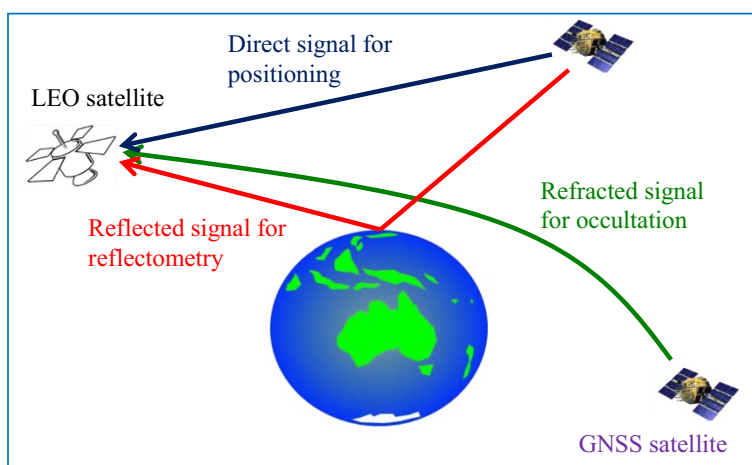 Direct signal for
positioning
LEO satellite
Refracted signal
for occultation
Reflected signal for
reflectometry
GNSS satellite